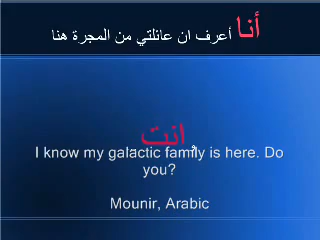 أنا أعرف ان عائلتي من المجرة هنا
انت
I know my galactic family is here. Do
you?
Mounir, Arabic